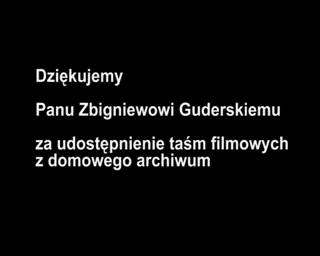 Dziękujemy
Panu Zbigniewowi Guderskiemu
za udostępnienie taśm filmowych
z domowego archiwum